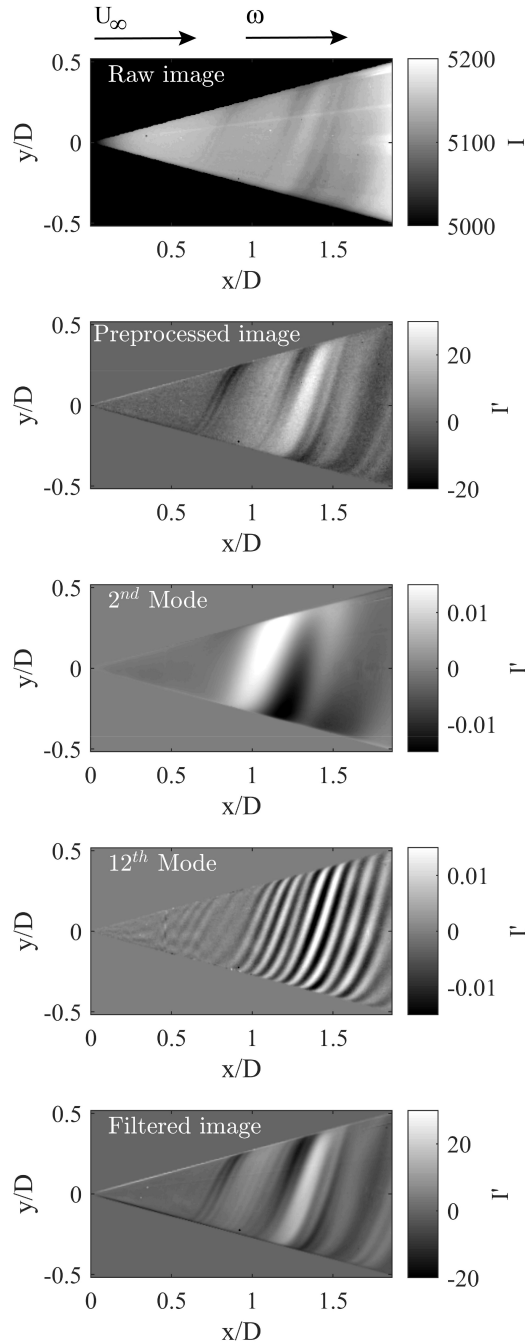 U∞ ω
Raw image
0.5
0
-0.5
y/D
0.5 1 1.5
x/D
5200
5100
5000
I
Preprocessed image
0.5
0
-0.5
y/D
0.5 1 1.5
x/D
20
0
-20
I'
2nd Mode
0.5
0
-0.5
y/D
0 0.5 1 1.5
x/D
0.01
0
-0.01
I'
12th Mode
0.5
0
-0.5
y/D
0 0.5 1 1.5
x/D
0.01
0
-0.01
I'
Filtered image
0.5
0
-0.5
y/D
0 0.5 1 1.5
x/D
20
0
-20
I'